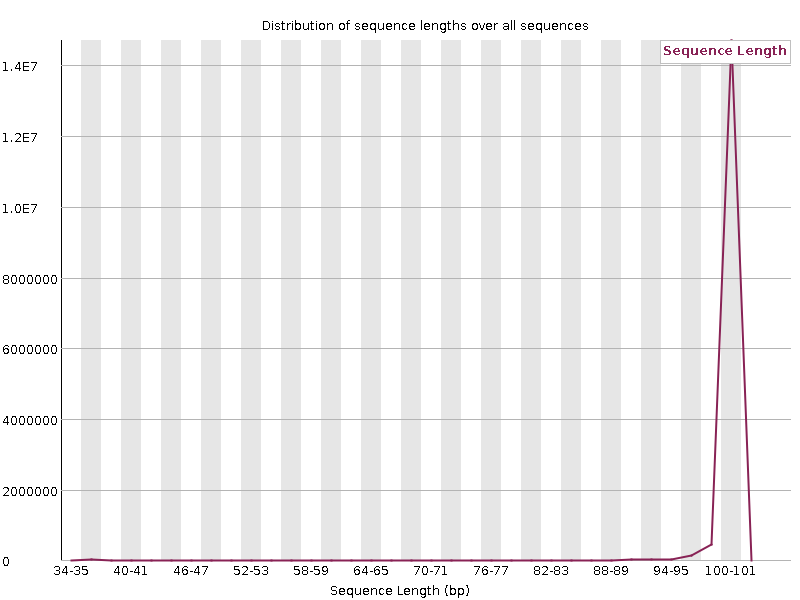 Distribution of sequence lengths over all sequences
Sequence Length
1.4E7
1.2E7
1.0E7
8000000
6000000
4000000
2000000
0
34-35 40-41 46-47 52-53 58-59 64-65 70-71 76-77 82-83 88-89 94-95 100-101
Sequence Length (bp)